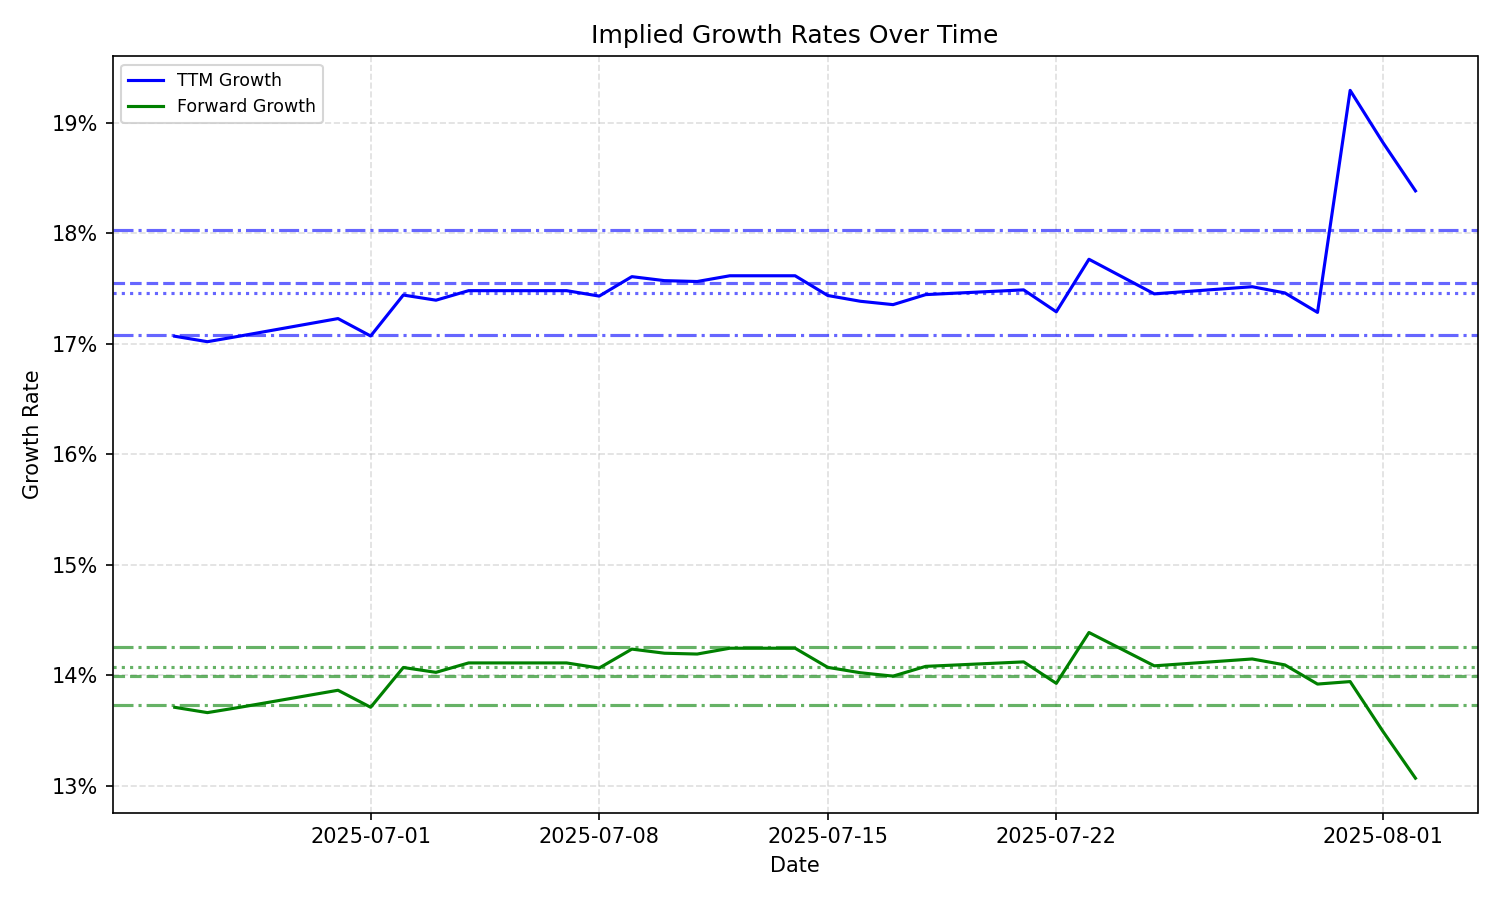 Implied Growth Rates Over Time
TTM Growth
Forward Growth
19%
18%
17%
16%
15%
14%
13%
Growth Rate
2025-07-01
2025-07-08
2025-07-15
2025-07-22
2025-08-01
Date